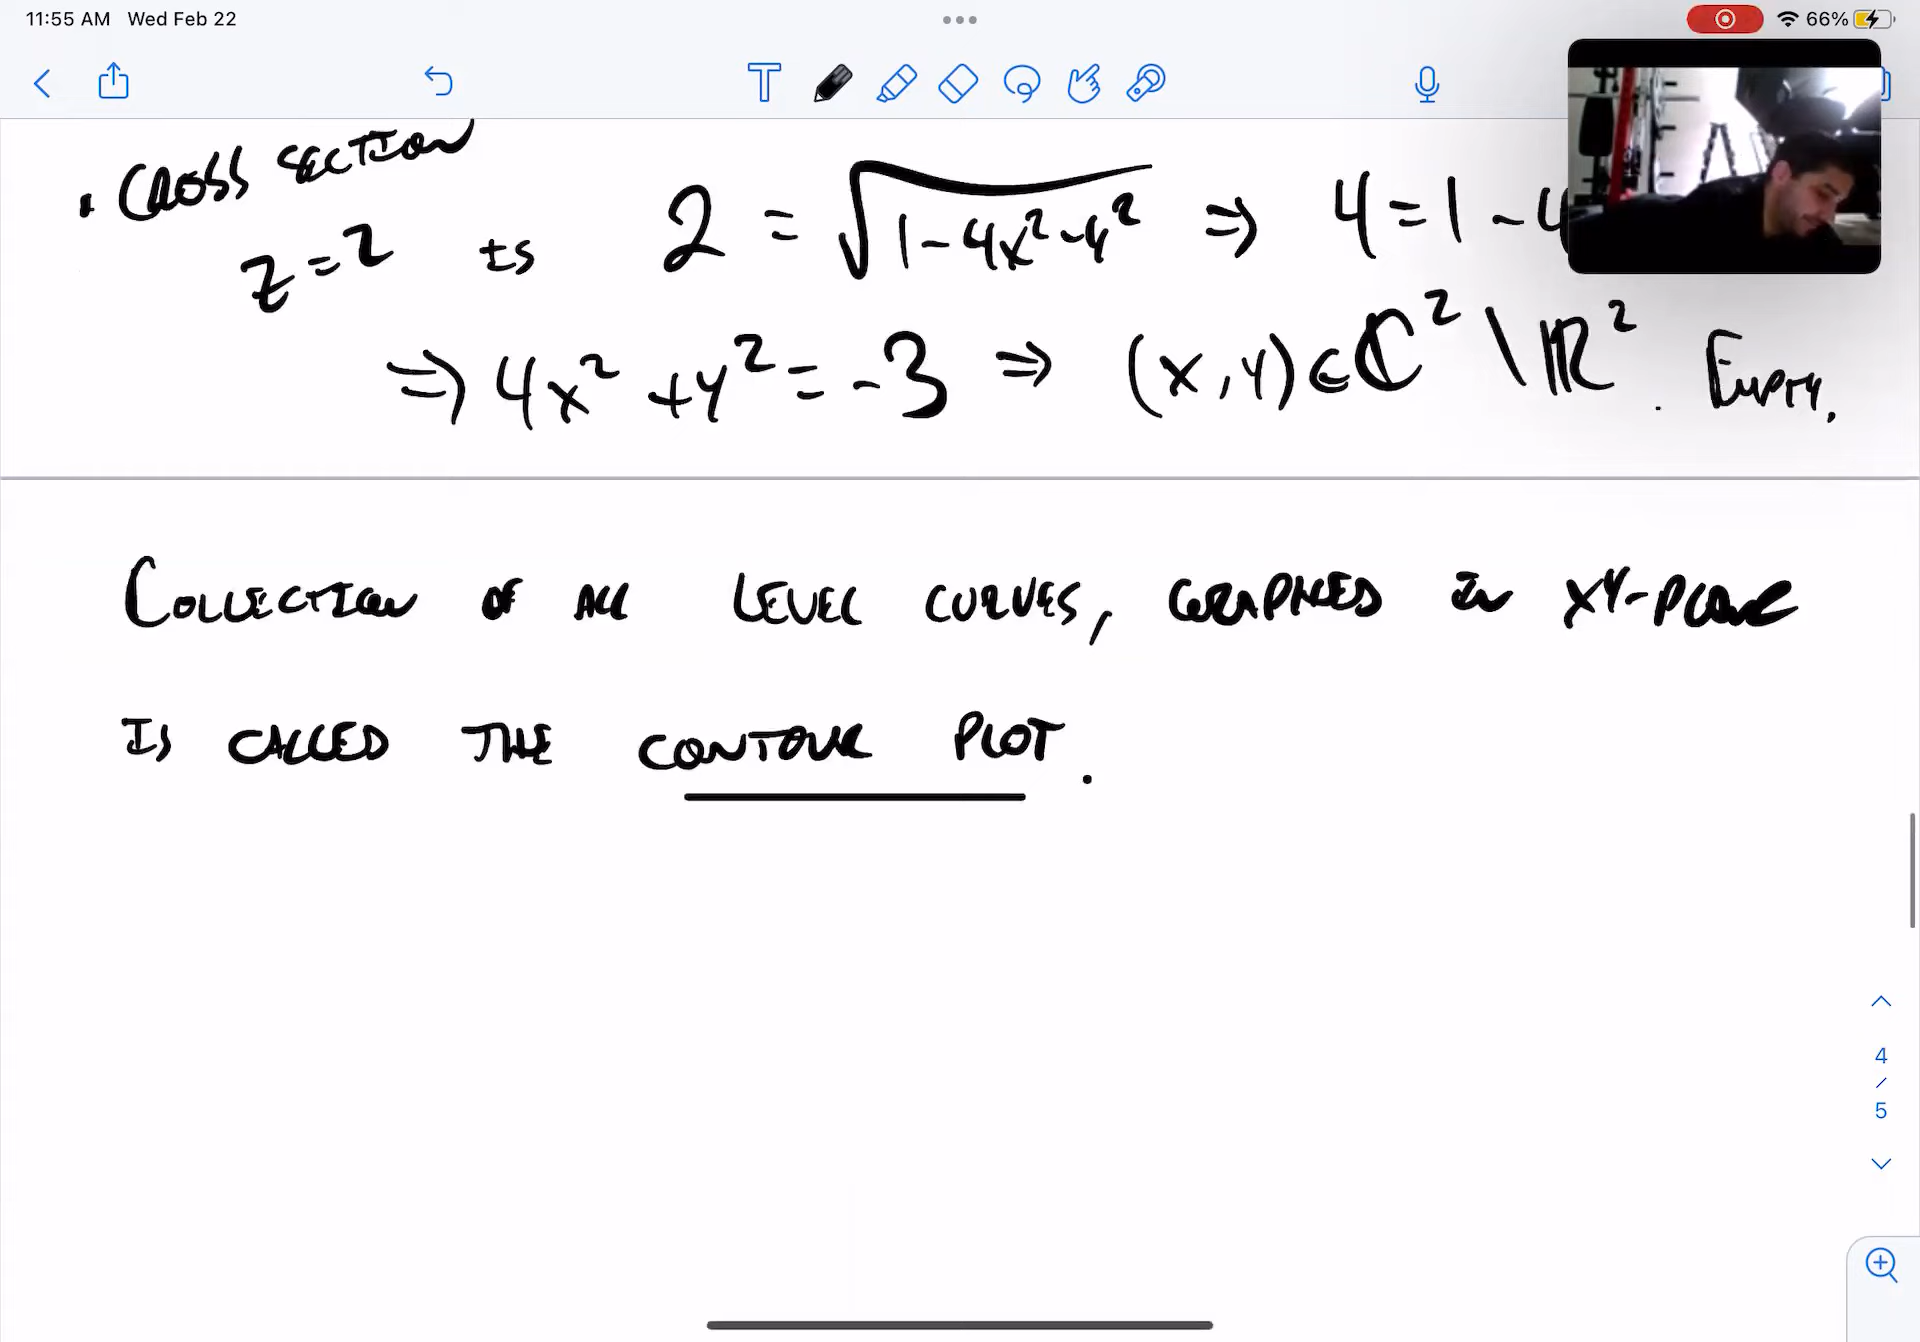 11:55 AM Wed Feb 22
66%
• CROSS SECTION
z=2 IS 2 = √(1-4x²-y²) ⇒ 4=1-4
⇒ 4x²+y²=-3 ⇒ (x,y)∈ℂ²\ℝ². EMPTY.
COLLECTION OF ALL LEVEL CURVES, GRAPHED IN XY-PLANE
IS CALLED THE CONTOUR PLOT.
4
/
5